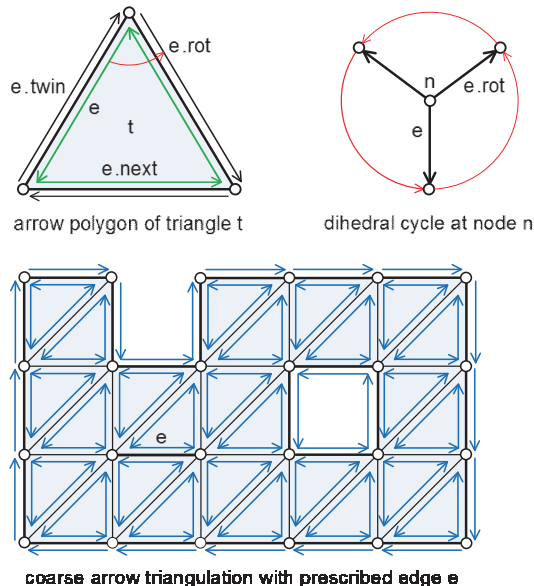 e.rot
e.twin
e
t
e.next
n
e.rot
e
arrow polygon of triangle t
dihedral cycle at node n
e
coarse arrow triangulation with prescribed edge e